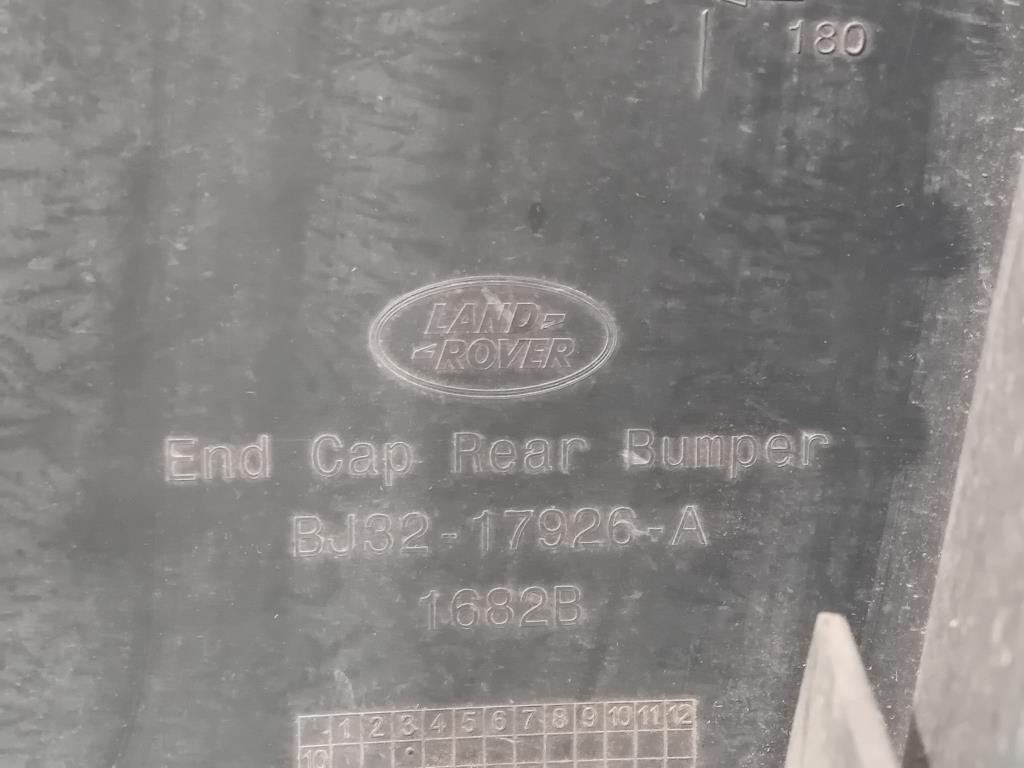 180
LAND
ROVER
End Cap Rear Bumper
BJ32-17926-A
1682B
1 2 3 4 5 6 7 8 9 10 11 12
10